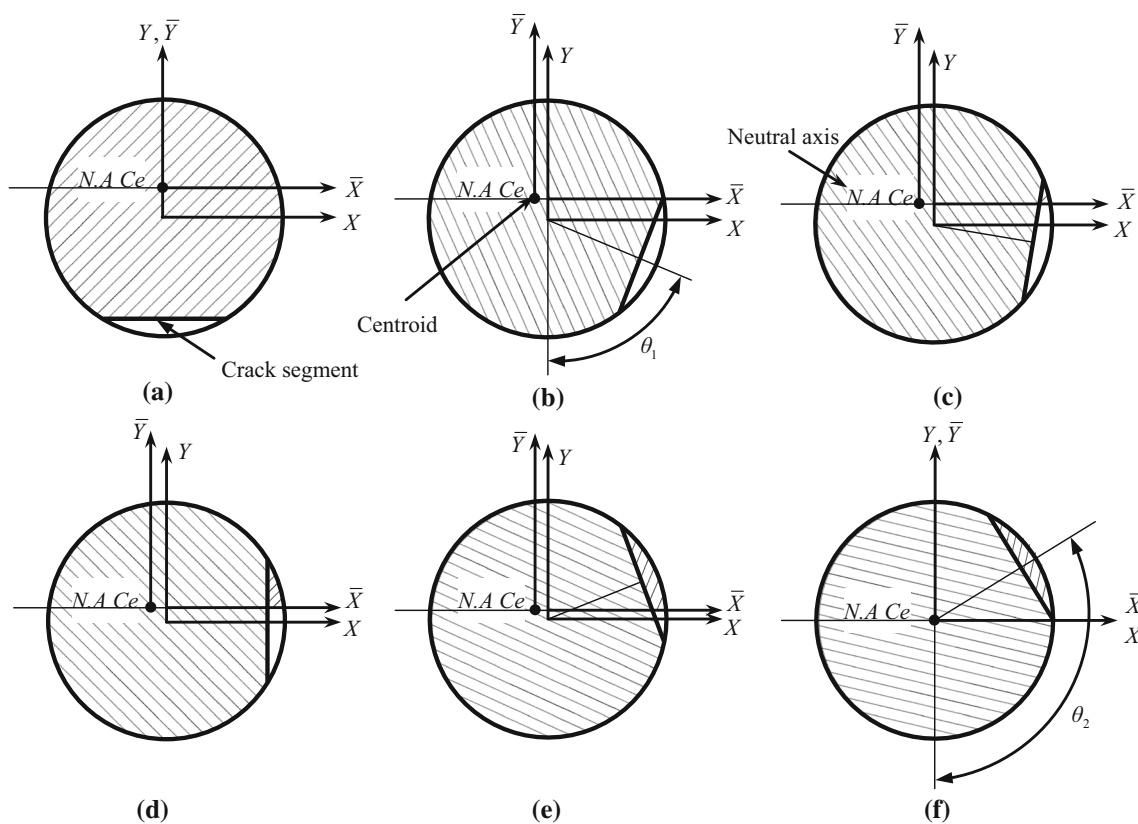 Y, Y̅
N.A Ce
X̅
X
Crack segment
(a)
Y̅
Y
N.A Ce
X̅
X
Centroid
θ₁
(b)
Y̅
Y
Neutral axis
N.A Ce
X̅
X
(c)
Y̅
Y
N.A Ce
X̅
X
(d)
Y̅
Y
N.A Ce
X̅
X
(e)
Y, Y̅
N.A Ce
X̅
X
θ₂
(f)